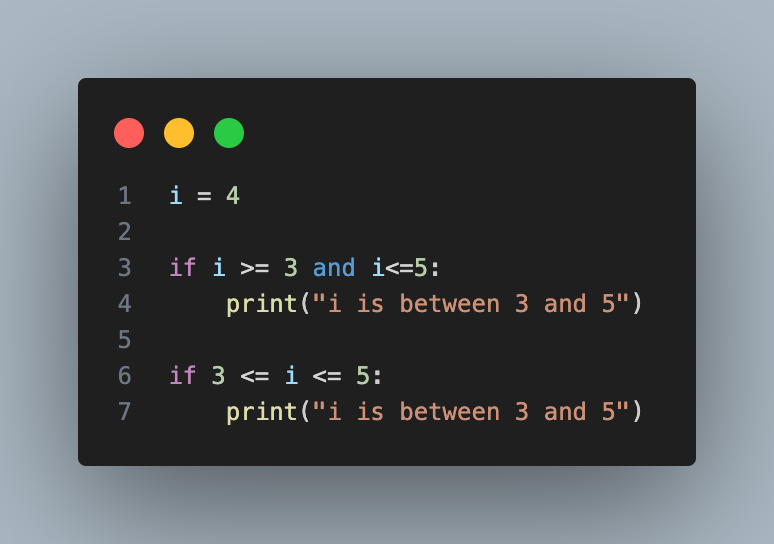 1 i = 4
2
3 if i >= 3 and i<=5:
4     print("i is between 3 and 5")
5
6 if 3 <= i <= 5:
7     print("i is between 3 and 5")